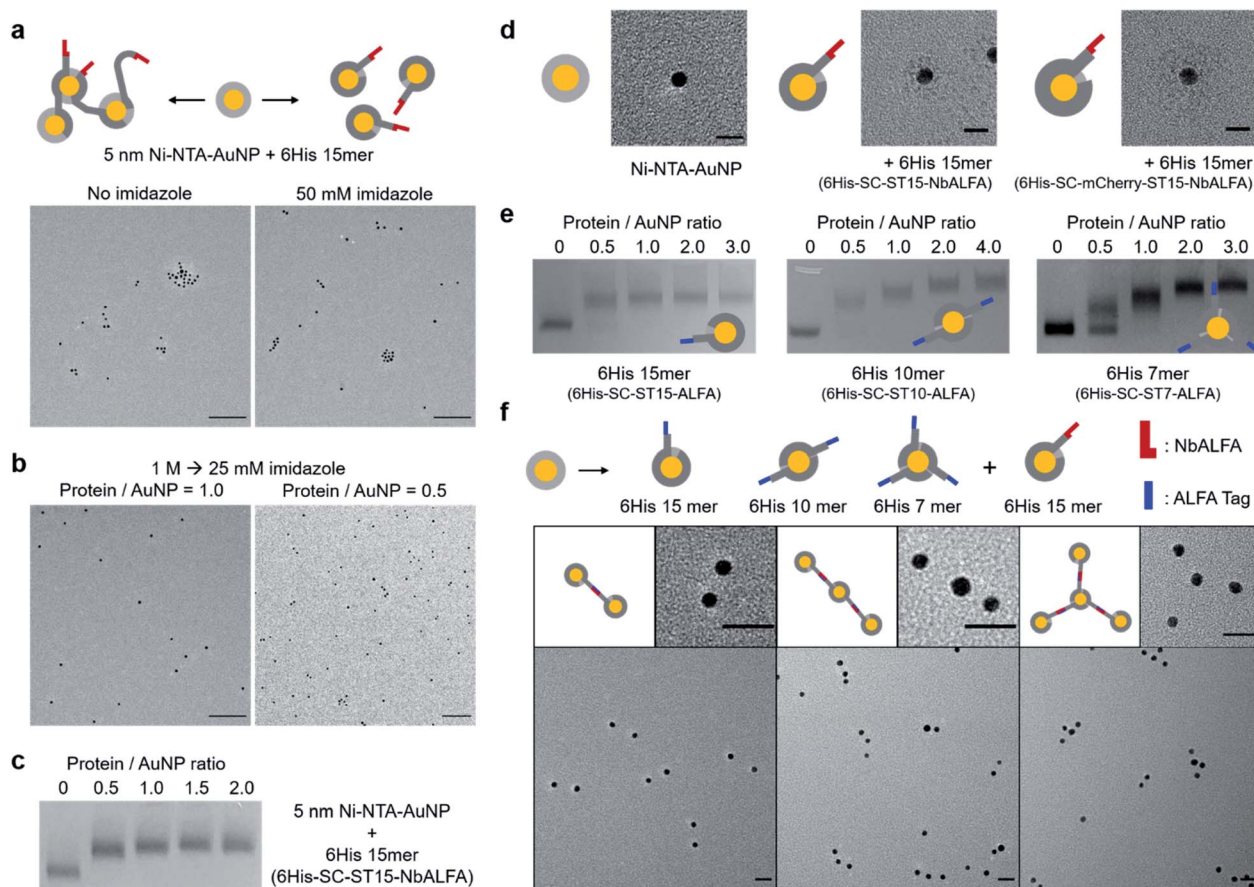 a
5 nm Ni-NTA-AuNP + 6His 15mer
No imidazole
50 mM imidazole
b
1 M → 25 mM imidazole
Protein / AuNP = 1.0
Protein / AuNP = 0.5
c
Protein / AuNP ratio
0 0.5 1.0 1.5 2.0
5 nm Ni-NTA-AuNP
+
6His 15mer
(6His-SC-ST15-NbALFA)
d
Ni-NTA-AuNP
+ 6His 15mer
(6His-SC-ST15-NbALFA)
+ 6His 15mer
(6His-SC-mCherry-ST15-NbALFA)
e
Protein / AuNP ratio
0 0.5 1.0 2.0 3.0
6His 15mer
(6His-SC-ST15-ALFA)
Protein / AuNP ratio
0 0.5 1.0 2.0 4.0
6His 10mer
(6His-SC-ST10-ALFA)
Protein / AuNP ratio
0 0.5 1.0 2.0 3.0
6His 7mer
(6His-SC-ST7-ALFA)
f
6His 15 mer
6His 10 mer
6His 7 mer
+
6His 15 mer
: NbALFA
: ALFA Tag